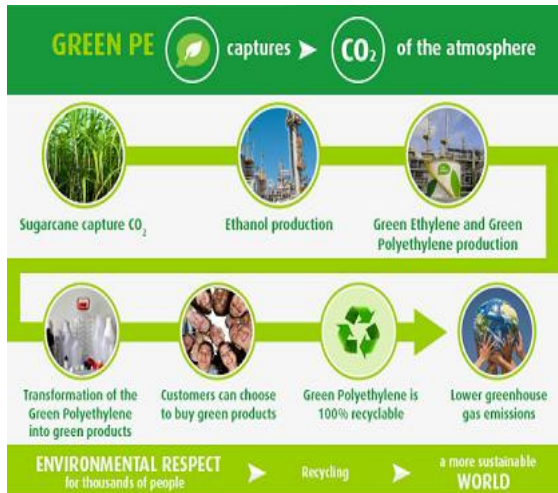 GREEN PE captures CO₂ of the atmosphere
Sugarcane capture CO₂
Ethanol production
Green Ethylene and Green
Polyethylene production
Transformation of the
Green Polyethylene
into green products
Customers can choose
to buy green products
Green Polyethylene is
100% recyclable
Lower greenhouse
gas emissions
ENVIRONMENTAL RESPECT
for thousands of people
Recycling
a more sustainable
WORLD